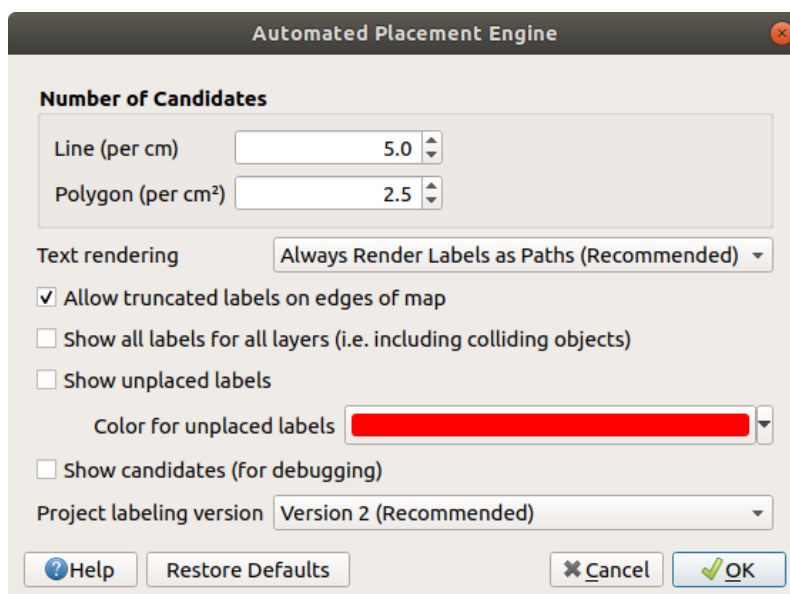 Automated Placement Engine
Number of Candidates
Line (per cm) 5.0
Polygon (per cm²) 2.5
Text rendering Always Render Labels as Paths (Recommended)
Allow truncated labels on edges of map
Show all labels for all layers (i.e. including colliding objects)
Show unplaced labels
Color for unplaced labels
Show candidates (for debugging)
Project labeling version Version 2 (Recommended)
Help Restore Defaults Cancel OK